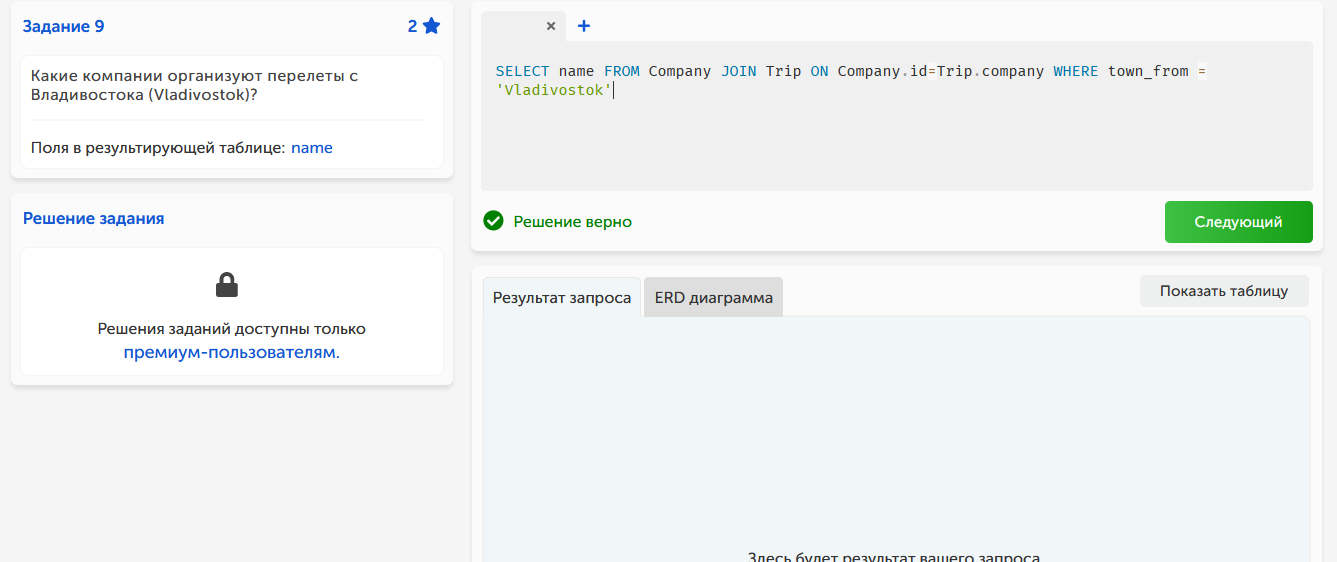 Задание 9
2
Какие компании организуют перелеты с
Владивостока (Vladivostok)?
Поля в результирующей таблице: name
Решение задания
Решения заданий доступны только
премиум-пользователям.
× +
SELECT name FROM Company JOIN Trip ON Company.id=Trip.company WHERE town_from =
'Vladivostok'
Решение верно
Следующий
Результат запроса
ERD диаграмма
Показать таблицу
Здесь будет результат вашего запроса